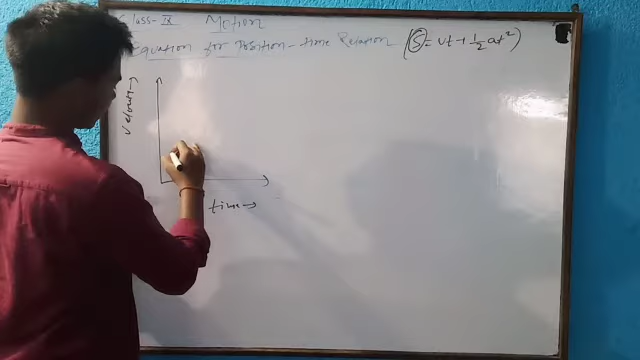 Class-IX Motion
Equation for Position-time Relation (S = ut + 1/2 at²)
Velocity →
time →